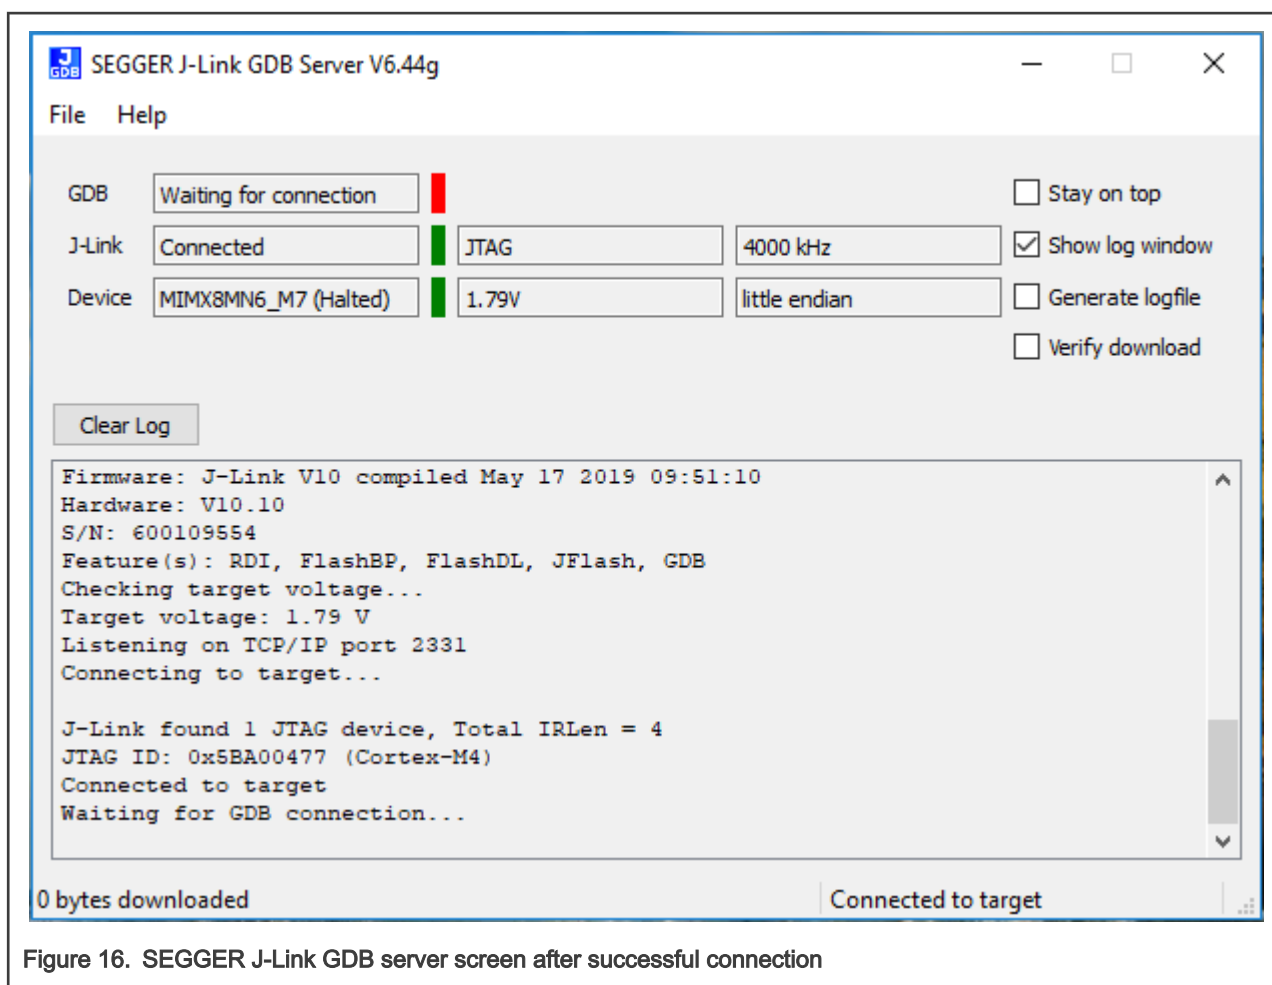 J
GDB
SEGGER J-Link GDB Server V6.44g
File Help
GDB Waiting for connection Stay on top
J-Link Connected JTAG 4000 kHz Show log window
Device MIMX8MN6_M7 (Halted) 1.79V little endian Generate logfile
Verify download
Clear Log
Firmware: J-Link V10 compiled May 17 2019 09:51:10
Hardware: V10.10
S/N: 600109554
Feature(s): RDI, FlashBP, FlashDL, JFlash, GDB
Checking target voltage...
Target voltage: 1.79 V
Listening on TCP/IP port 2331
Connecting to target...
J-Link found 1 JTAG device, Total IRLen = 4
JTAG ID: 0x5BA00477 (Cortex-M4)
Connected to target
Waiting for GDB connection...
0 bytes downloaded Connected to target
Figure 16. SEGGER J-Link GDB server screen after successful connection